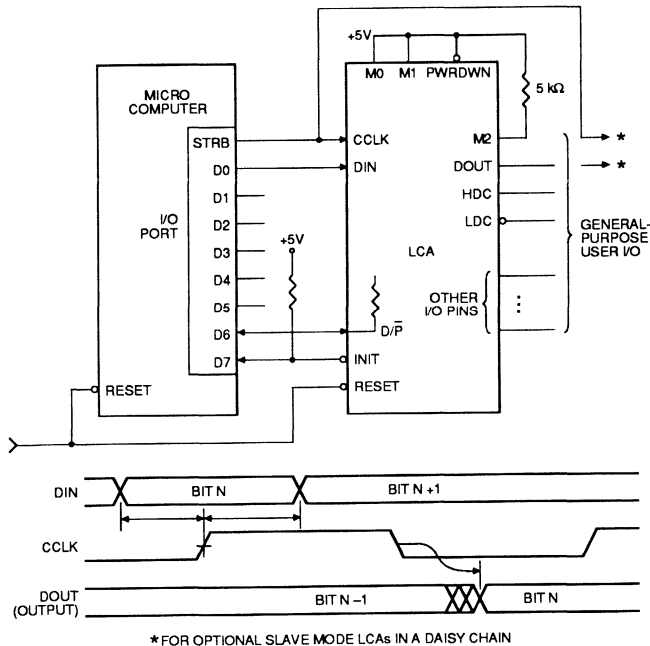 +5V
M0 M1 PWRDWN
5 kΩ
MICRO
COMPUTER
STRB
CCLK
M2
*
D0
DIN
DOUT
*
D1
HDC
I/O
PORT
D2
+5V
LDC
GENERAL-
PURPOSE
USER I/O
D3
LCA
D4
D5
OTHER
I/O PINS
D6
D/P̅
D7
INIT
RESET
RESET
DIN
BIT N
BIT N +1
CCLK
DOUT
(OUTPUT)
BIT N –1
BIT N
* FOR OPTIONAL SLAVE MODE LCAs IN A DAISY CHAIN